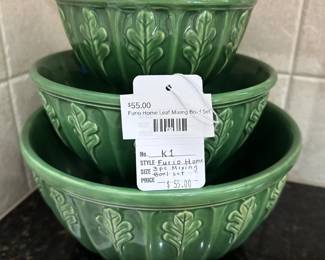 $55.00
Furio Home Leaf Mixing Bowl Set
No. K1
STYLE Furio Home
SIZE 3pc Mixing
Bowl Set
PRICE $55.00